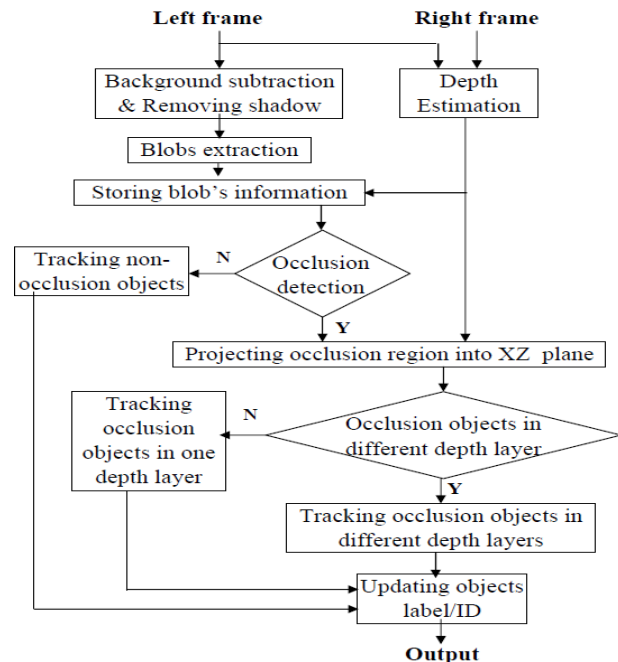 Left frame
Right frame
Background subtraction
& Removing shadow
Depth
Estimation
Blobs extraction
Storing blob's information
Tracking non-
occlusion objects
N
Occlusion
detection
Y
Projecting occlusion region into XZ plane
Tracking
occlusion
objects in one
depth layer
N
Occlusion objects in
different depth layer
Y
Tracking occlusion objects in
different depth layers
Updating objects
label/ID
Output